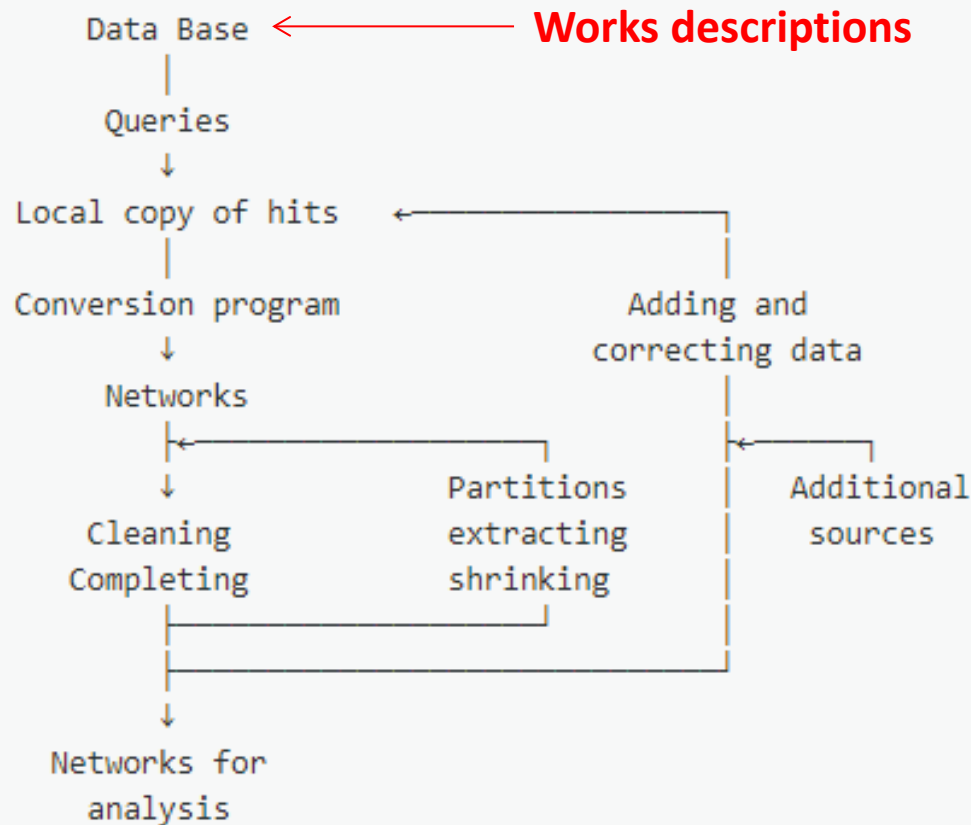 Data Base
Works descriptions
Queries
Local copy of hits
Conversion program
Adding and
correcting data
Networks
Partitions
Additional
Cleaning
extracting
sources
Completing
shrinking
Networks for
analysis